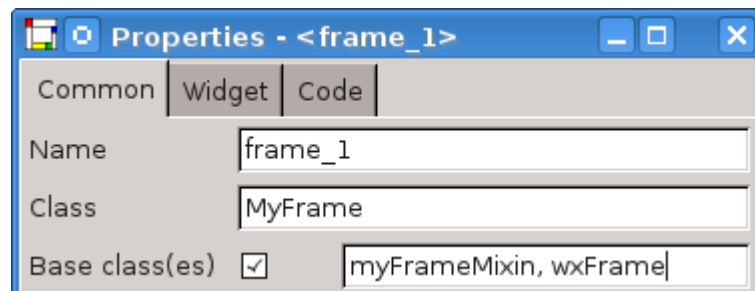 Properties - <frame_1>
Common Widget Code
Name frame_1
Class MyFrame
Base class(es) myFrameMixin, wxFrame